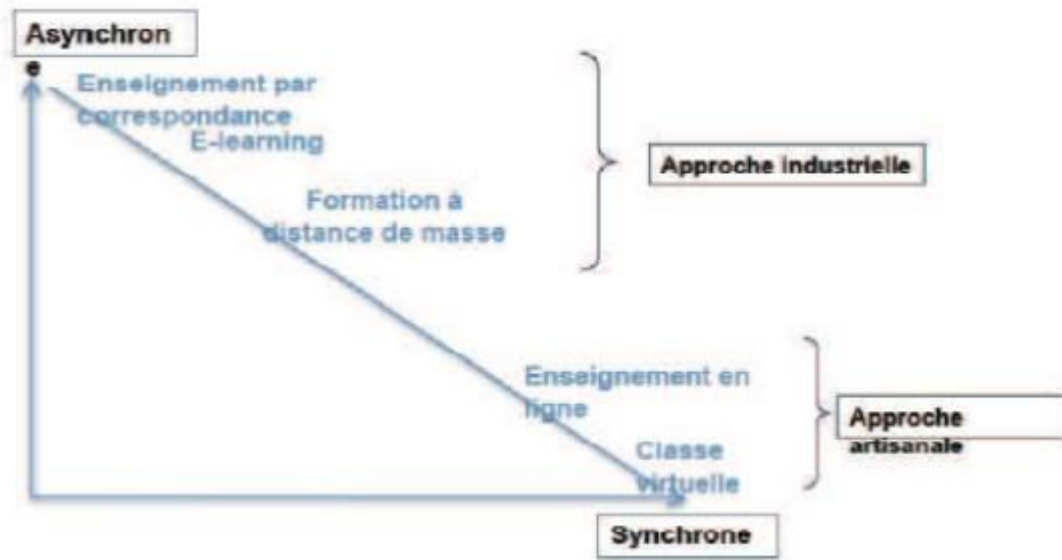 Asynchron
e
Enseignement par
correspondance
E-learning
Approche industrielle
Formation à
distance de masse
Enseignement en
ligne
Approche
artisanale
Classe
virtuelle
Synchrone